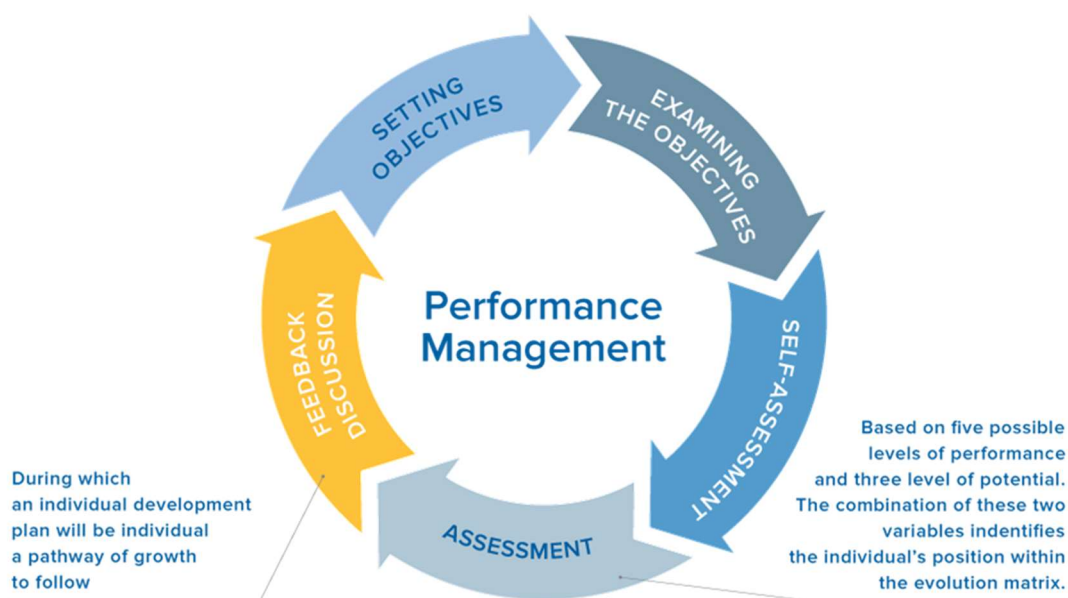 SETTING
OBJECTIVES
EXAMINING
THE OBJECTIVES
SELF-ASSESSMENT
ASSESSMENT
FEEDBACK
DISCUSSION
Performance
Management
Based on five possible
levels of performance
and three level of potential.
The combination of these two
variables indentifies
the individual's position within
the evolution matrix.
During which
an individual development
plan will be individual
a pathway of growth
to follow